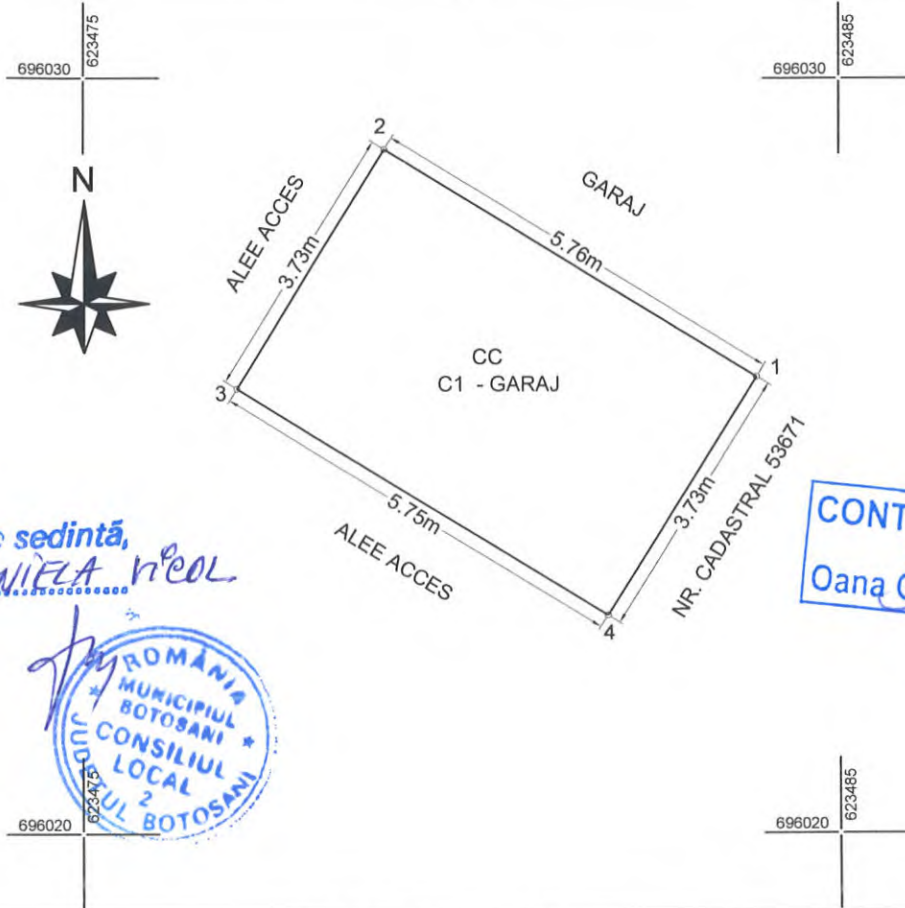 623475
696030
623485
696030
N
2
GARAJ
ALEE ACCES
3.73m
5.76m
1
CC
C1 - GARAJ
3
5.75m
3.73m
NR. CADASTRAL 53671
ALEE ACCES
4
sedintă,
VICOL
CONT
Oana
ROMÂNIA
MUNICIPIUL
BOTOSANI
CONSILIUL
LOCAL
2
JUDEȚUL BOTOSANI
623475
696020
623485
696020